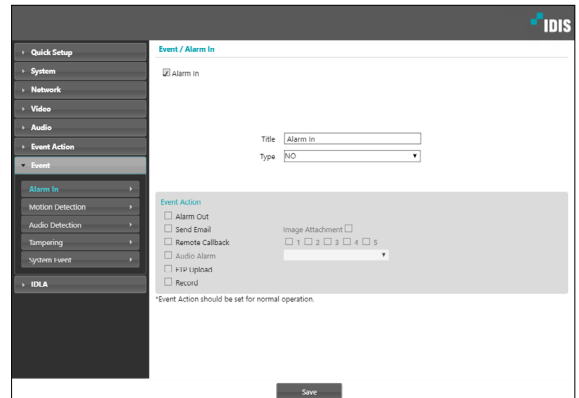 IDIS
Quick Setup
System
Network
Video
Audio
Event Action
Event
Alarm In
Motion Detection
Audio Detection
Tampering
System Event
IDLA
Event / Alarm In
Alarm In
Title Alarm In
Type NO
Event Action
Alarm Out
Send Email Image Attachment
Remote Callback 1 2 3 4 5
Audio Alarm
FTP Upload
Record
*Event Action should be set for normal operation.
Save